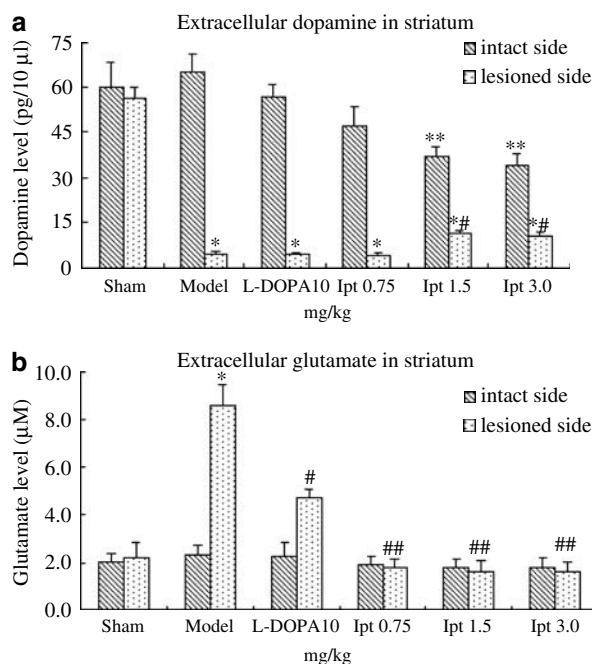 a
Extracellular dopamine in striatum
75
60
45
30
15
0
Dopamine level (pg/10 µl)
intact side
lesioned side
*
*
*
**
*#
**
*#
Sham Model L-DOPA10 Ipt 0.75 Ipt 1.5 Ipt 3.0
mg/kg
b
Extracellular glutamate in striatum
10.0
8.0
6.0
4.0
2.0
0.0
Glutamate level (µM)
intact side
lesioned side
*
#
##
##
##
Sham Model L-DOPA10 Ipt 0.75 Ipt 1.5 Ipt 3.0
mg/kg